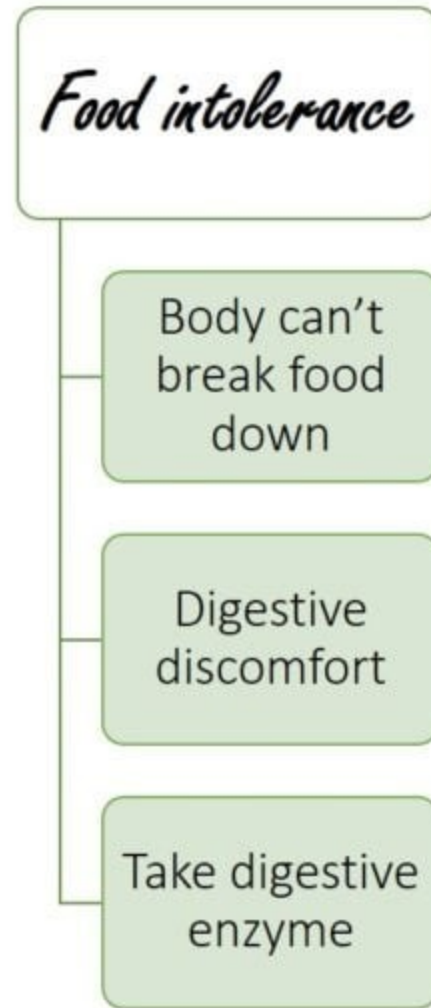 Food intolerance
Body can’t
break food
down
Digestive
discomfort
Take digestive
enzyme